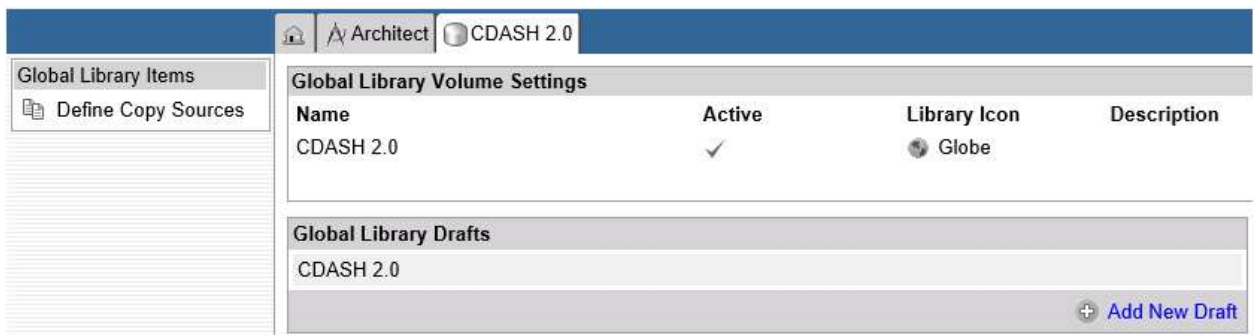 Architect CDASH 2.0
Global Library Items
Define Copy Sources
Global Library Volume Settings
Name Active Library Icon Description
CDASH 2.0 Globe
Global Library Drafts
CDASH 2.0
Add New Draft